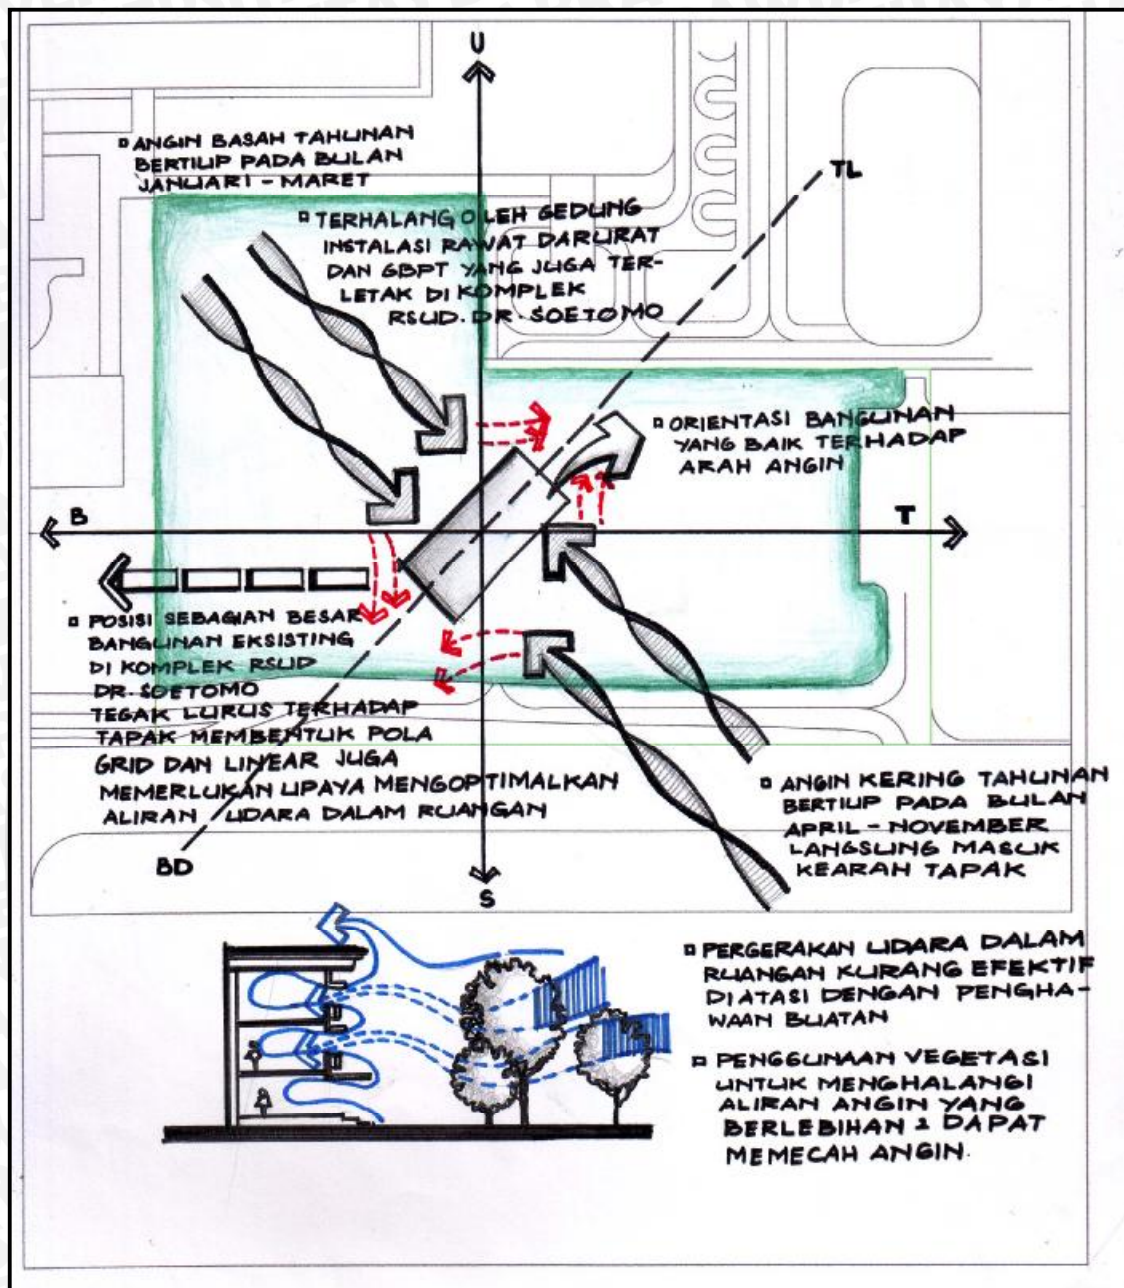 U
▫ ANGIN BASAH TAHUNAN
BERTIUP PADA BULAN
JANUARI - MARET
TL
▫ TERHALANG OLEH GEDUNG
INSTALASI RAWAT DARURAT
DAN GBPT YANG JUGA TER-
LETAK DI KOMPLEK
RSUD. DR. SOETOMO
▫ ORIENTASI BANGUNAN
YANG BAIK TERHADAP
ARAH ANGIN
B
T
▫ POSISI SEBAGIAN BESAR
BANGUNAN EKSISTING
DI KOMPLEK RSUD
DR. SOETOMO
TEGAK LURUS TERHADAP
TAPAK MEMBENTUK POLA
GRID DAN LINEAR JUGA
MEMERLUKAN UPAYA MENGOPTIMALKAN
ALIRAN UDARA DALAM RUANGAN
▫ ANGIN KERING TAHUNAN
BERTIUP PADA BULAN
APRIL - NOVEMBER
LANGSUNG MASUK
KEARAH TAPAK
BD
S
▫ PERGERAKAN UDARA DALAM
RUANGAN KURANG EFEKTIF
DIATASI DENGAN PENGHA-
WAAN BUATAN
▫ PENGGUNAAN VEGETASI
UNTUK MENGHALANGI
ALIRAN ANGIN YANG
BERLEBIHAN & DAPAT
MEMECAH ANGIN.